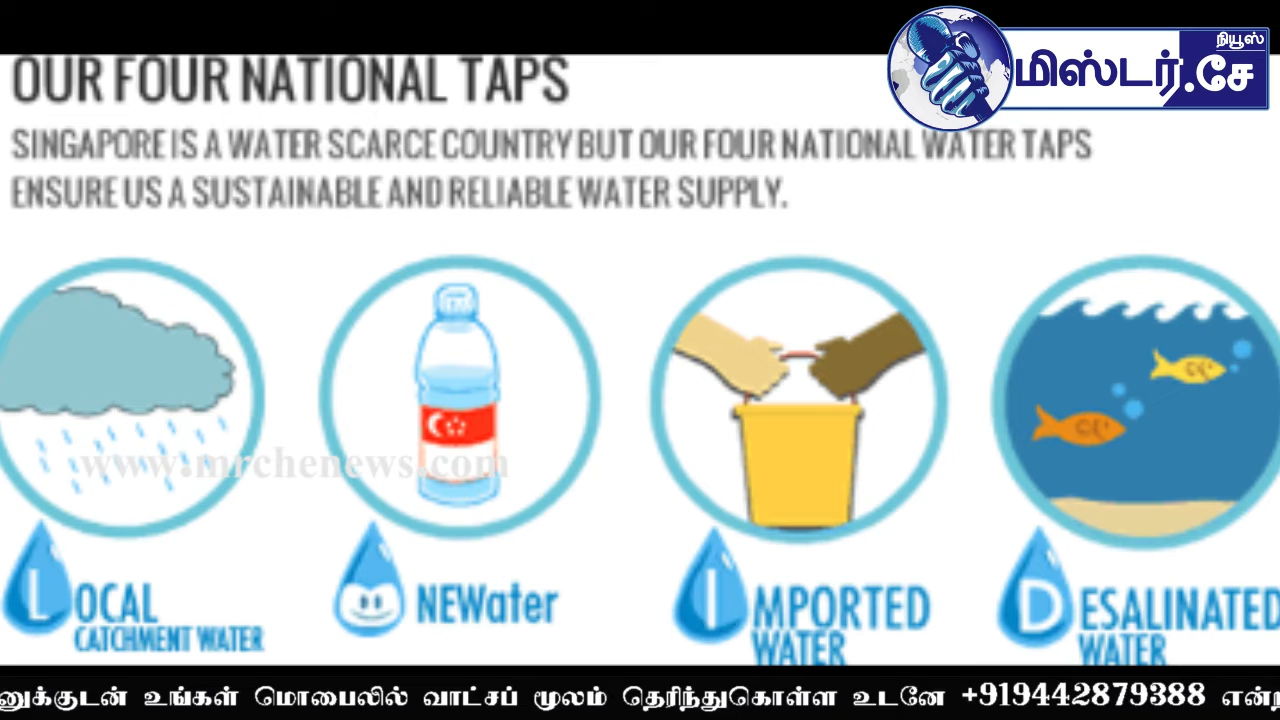 நியூஸ்
மிஸ்டர்.சே
OUR FOUR NATIONAL TAPS
SINGAPORE IS A WATER SCARCE COUNTRY BUT OUR FOUR NATIONAL WATER TAPS
ENSURE US A SUSTAINABLE AND RELIABLE WATER SUPPLY.
www.mrchenews.com
LOCAL
CATCHMENT WATER
NEWater
IMPORTED
WATER
DESALINATED
WATER
உங்கள் மொபைலில் வாட்சப் மூலம் தெரிந்துகொள்ள உடனே +919442879388